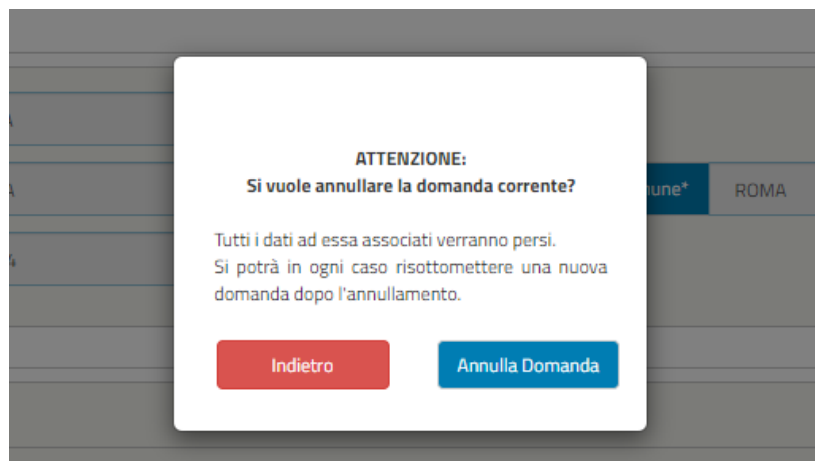 ATTENZIONE:
Si vuole annullare la domanda corrente?
une*
ROMA
Tutti i dati ad essa associati verranno persi.
Si potrà in ogni caso risottomettere una nuova
domanda dopo l'annullamento.
Indietro
Annulla Domanda